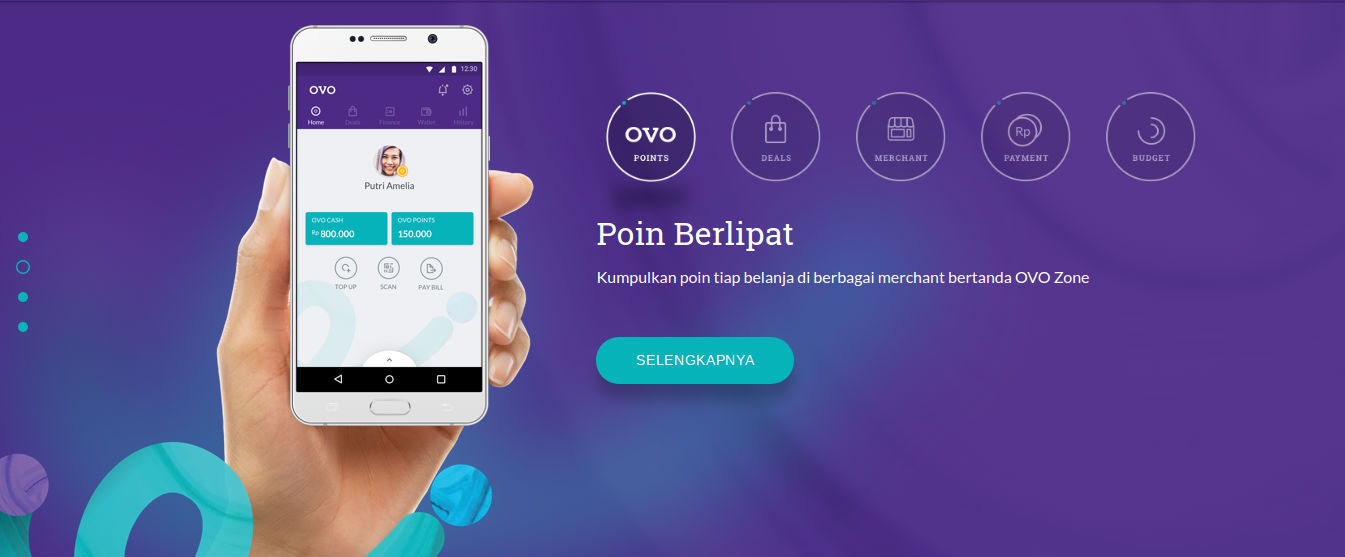 12:30
OVO
Home
Deals
Finance
Wallet
History
Putri Amelia
OVO CASH
Rp 800.000
OVO POINTS
150.000
TOP UP
SCAN
PAY BILL
OVO
POINTS
DEALS
MERCHANT
Rp
PAYMENT
BUDGET
Poin Berlipat
Kumpulkan poin tiap belanja di berbagai merchant bertanda OVO Zone
SELENGKAPNYA